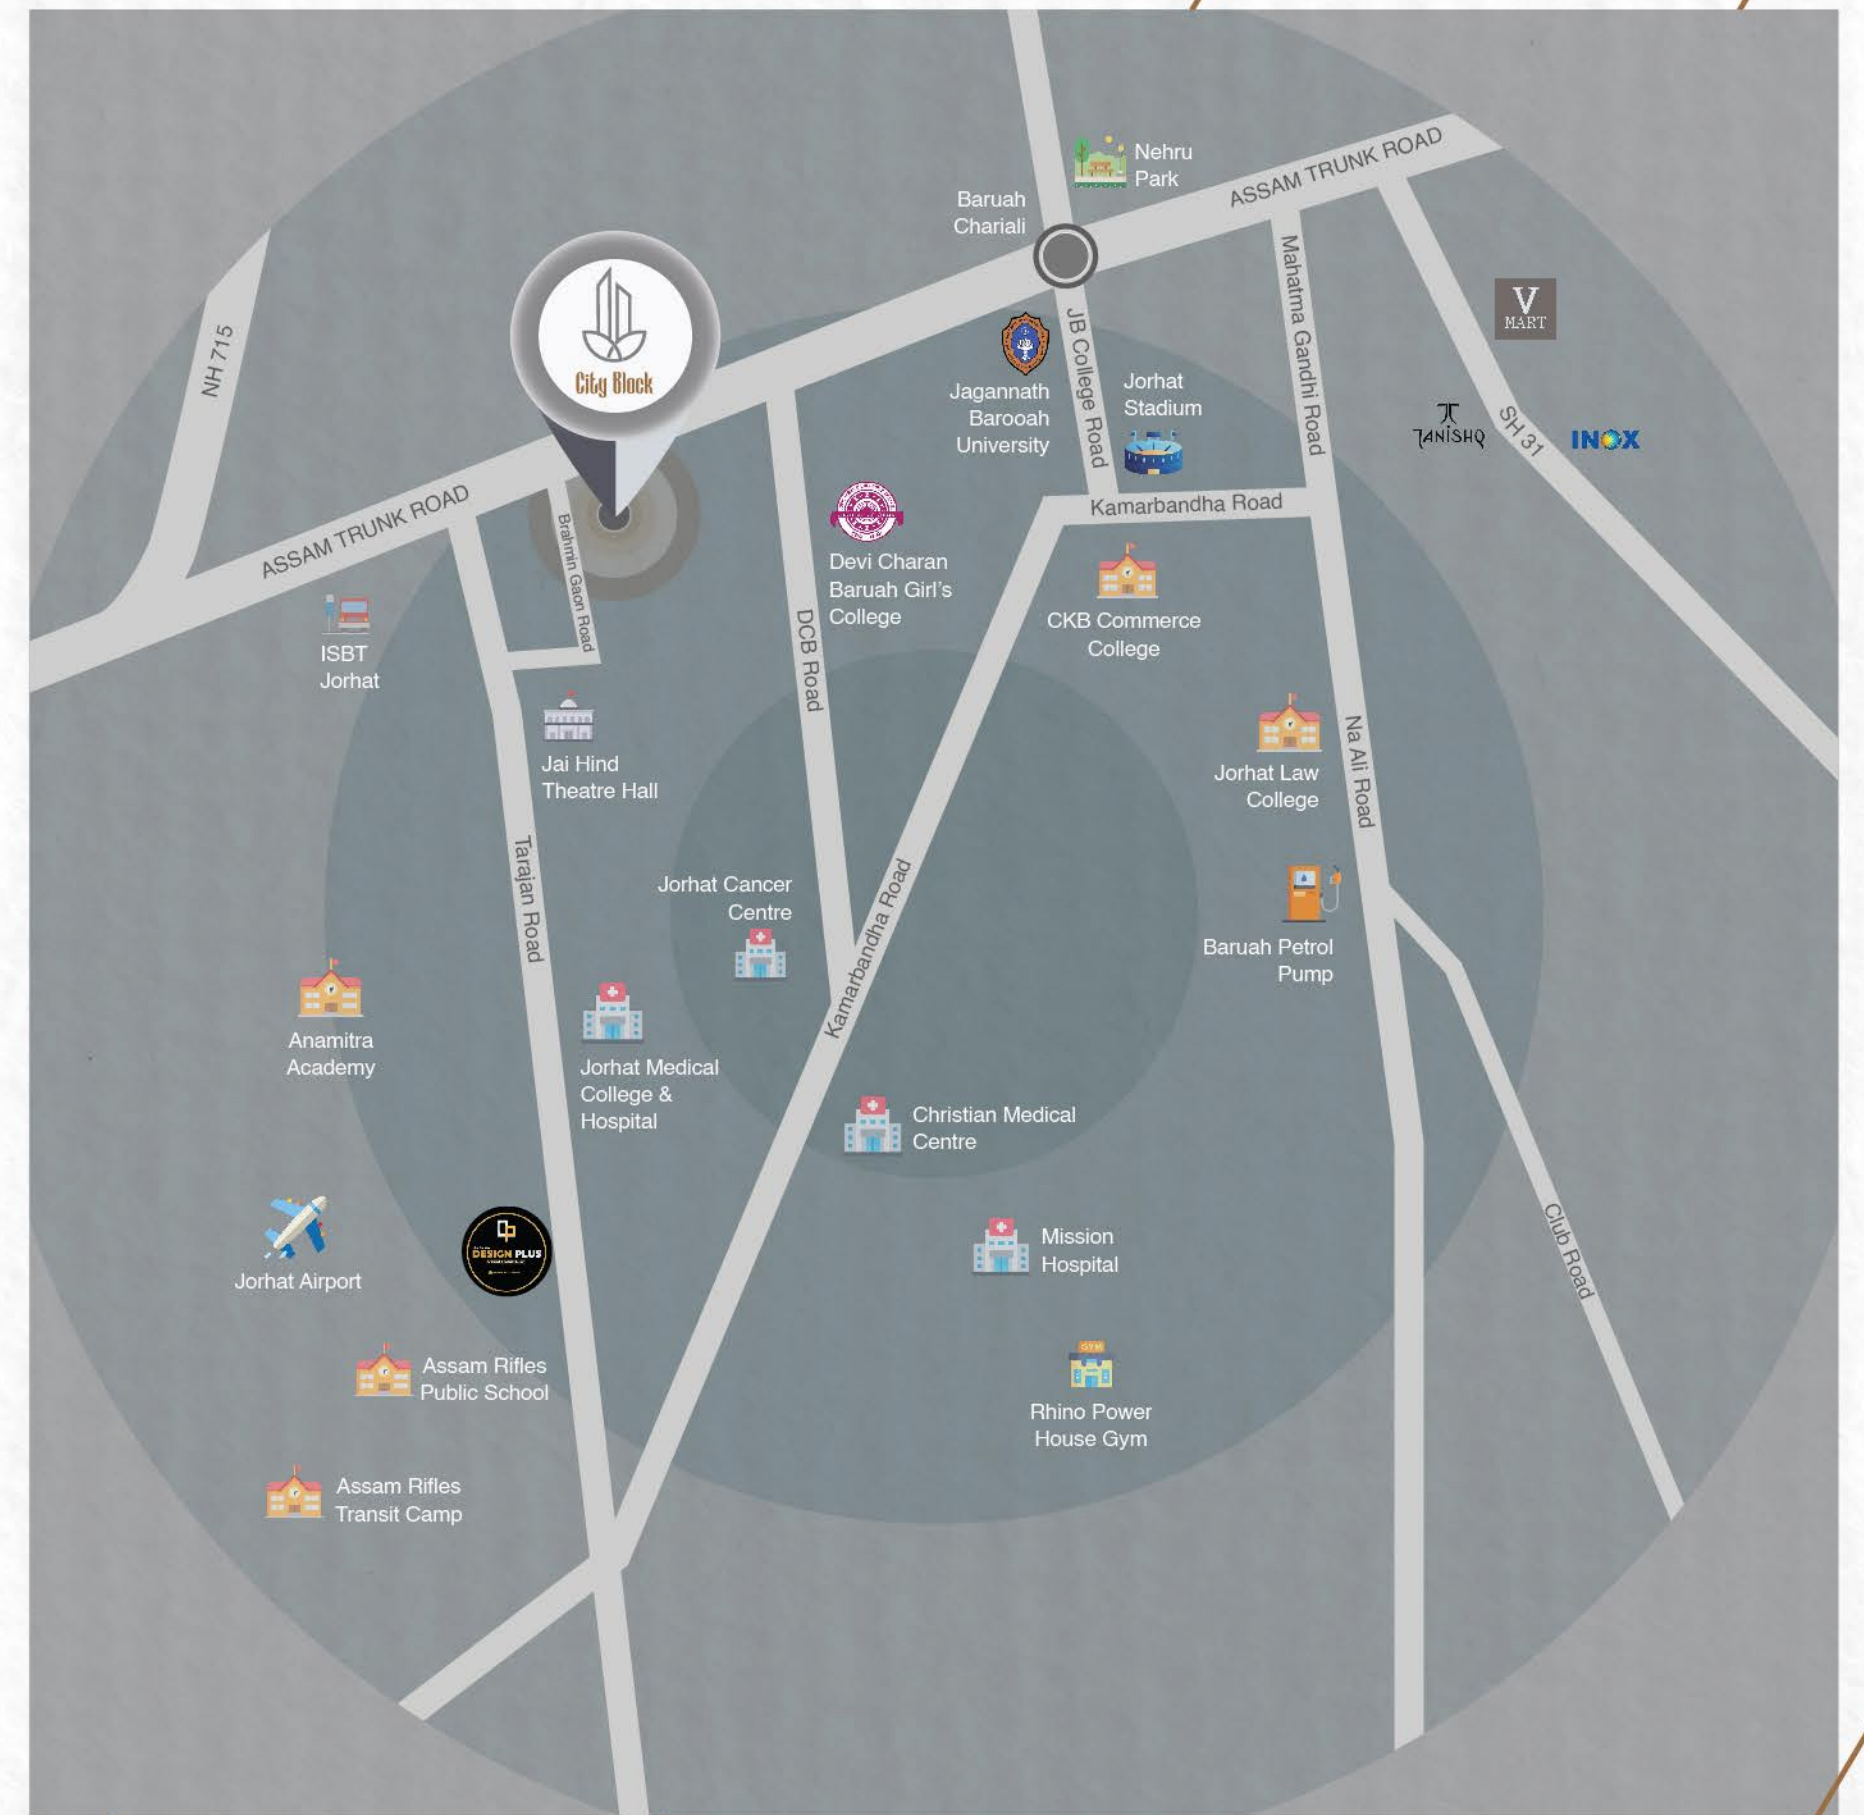 Nehru
Park
ASSAM TRUNK ROAD
Baruah
Chariali
NH 715
City Block
Mahatma Gandhi Road
V
MART
JB College Road
Jagannath
Barooah
University
Jorhat
Stadium
TANISHQ
SH 31
INOX
ASSAM TRUNK ROAD
Brahmin Gaon Road
Kamarbandha Road
Devi Charan
Baruah Girl's
College
CKB Commerce
College
ISBT
Jorhat
DCB Road
Jai Hind
Theatre Hall
Na Ali Road
Jorhat Law
College
Tarajan Road
Jorhat Cancer
Centre
Kamarbandha Road
Baruah Petrol
Pump
Anamitra
Academy
Jorhat Medical
College &
Hospital
Christian Medical
Centre
Jorhat Airport
DESIGN PLUS
Mission
Hospital
Club Road
GYM
Assam Rifles
Public School
Rhino Power
House Gym
Assam Rifles
Transit Camp